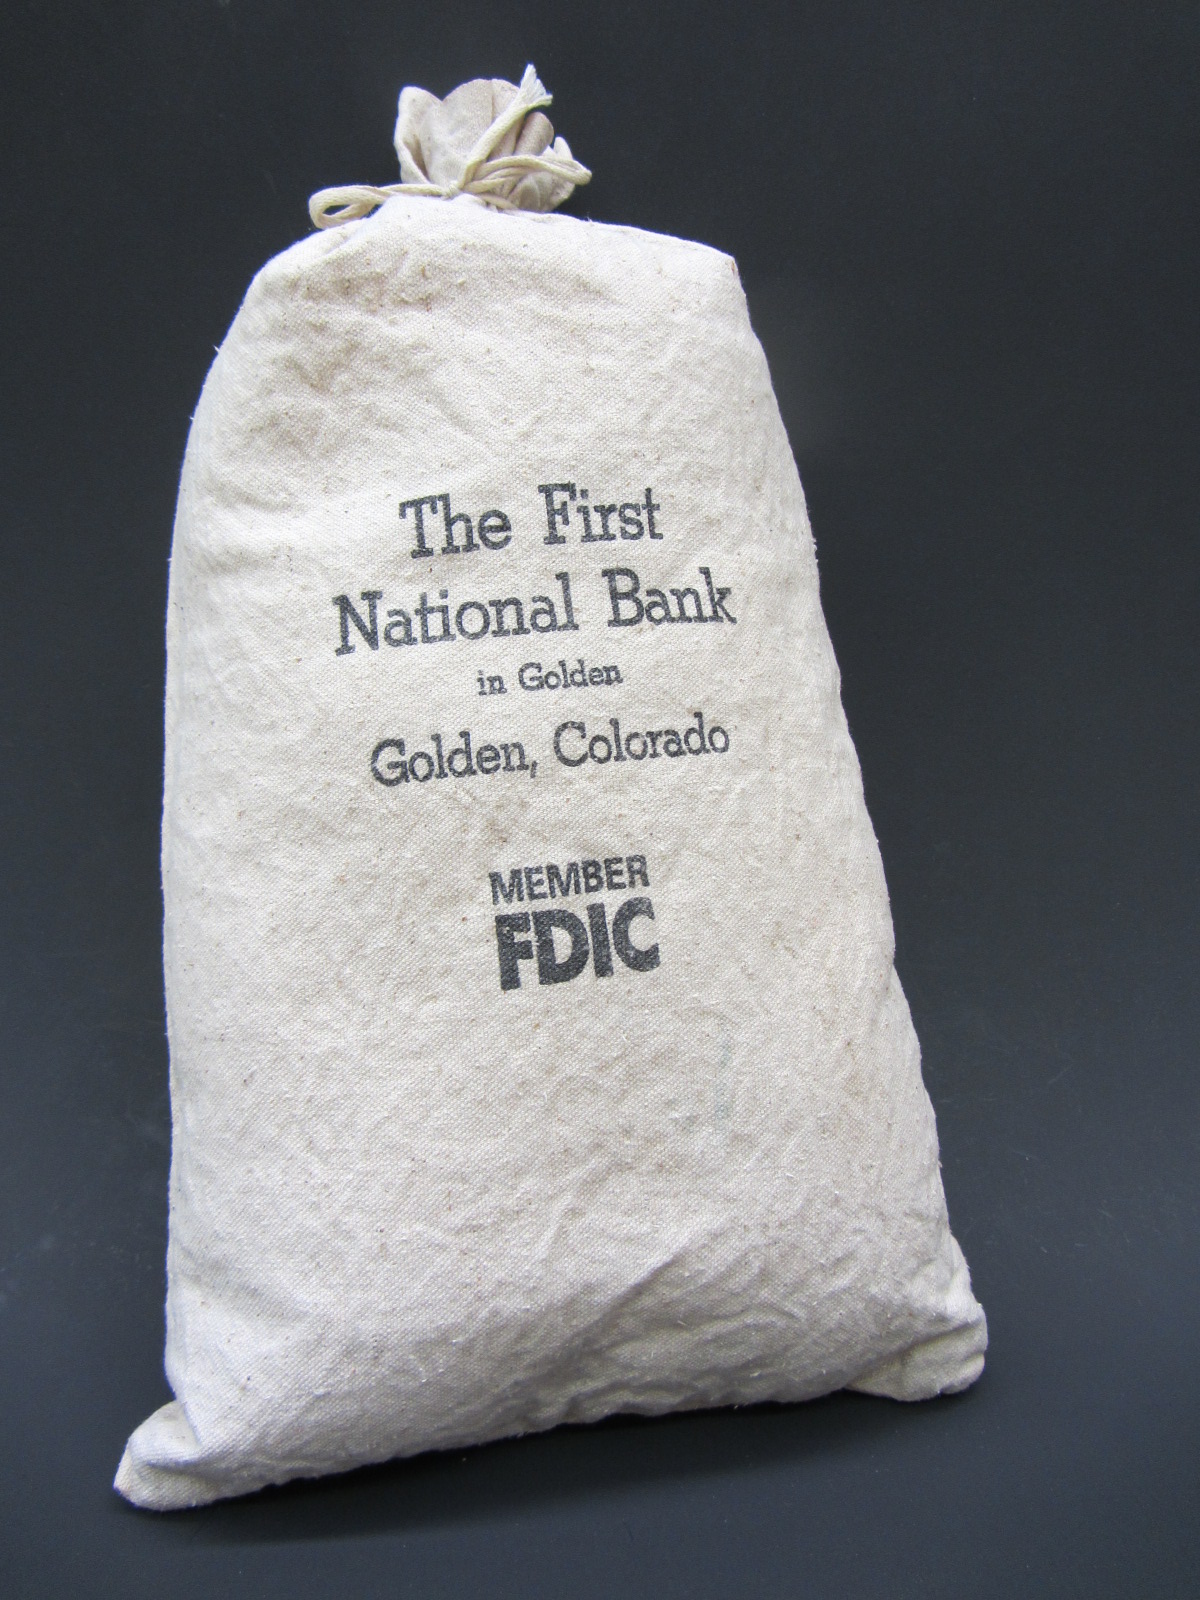 The First
National Bank
in Golden
Golden, Colorado
MEMBER
FDIC